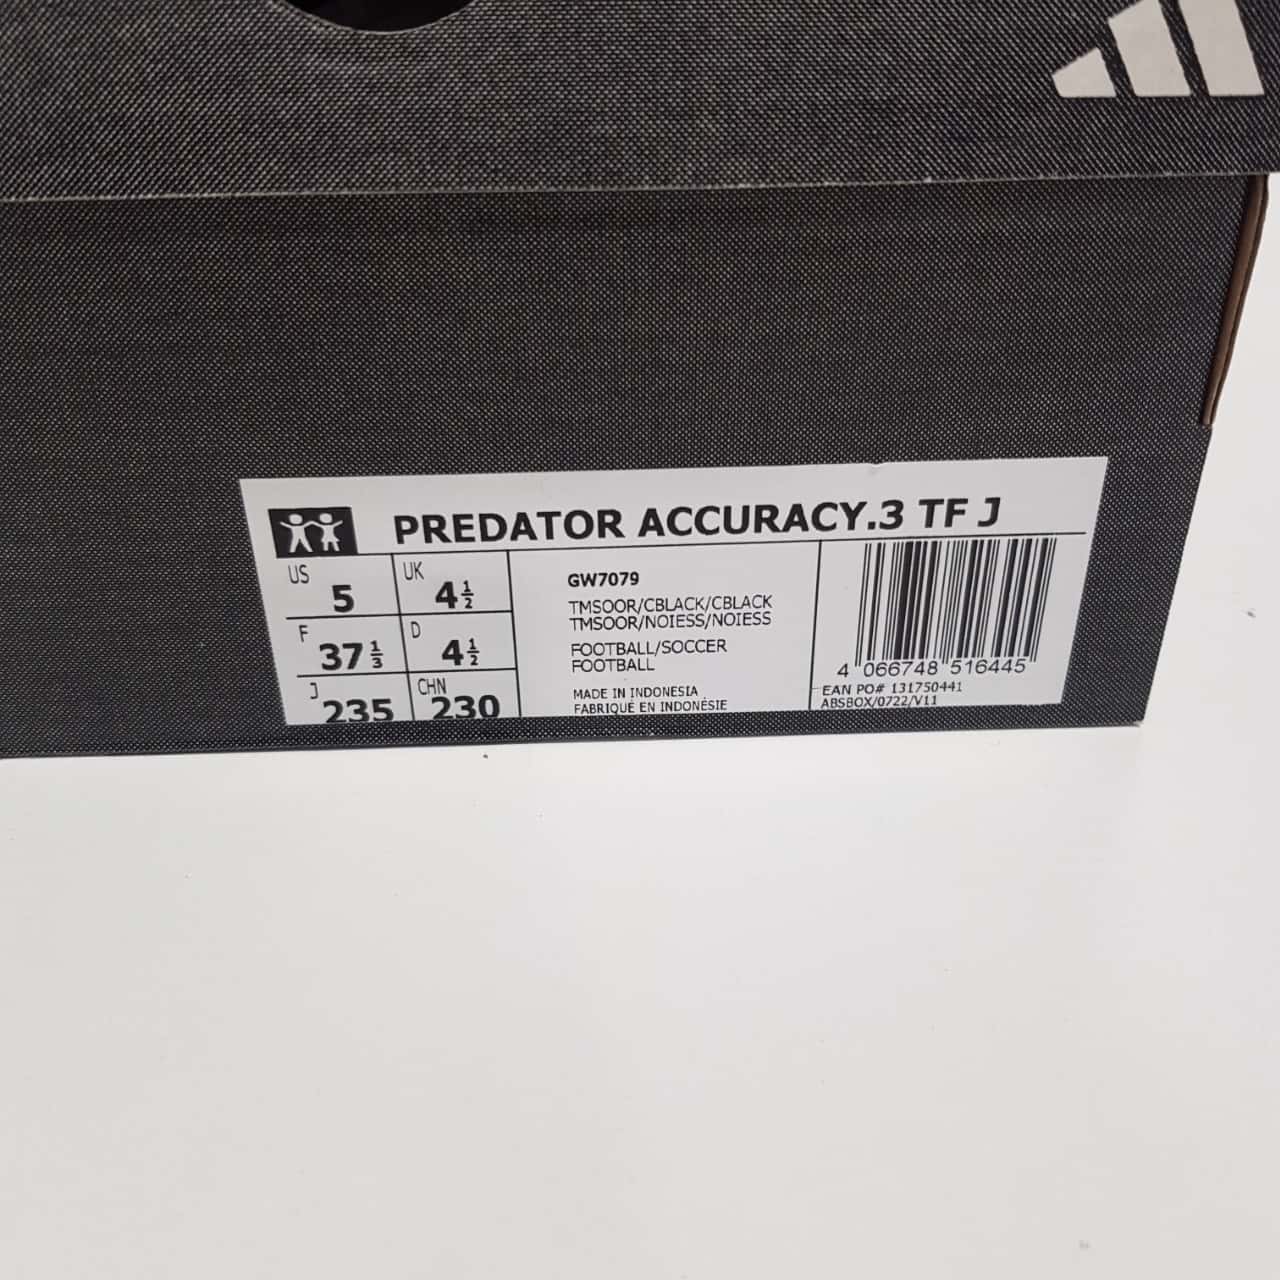 PREDATOR ACCURACY.3 TF J
US 5 UK 4½
F 37⅓ D 4½
J 235 CHN 230
GW7079
TMSOOR/CBLACK/CBLACK
TMSOOR/NOIESS/NOIESS
FOOTBALL/SOCCER
FOOTBALL
MADE IN INDONESIA
FABRIQUÉ EN INDONÉSIE
4 066748 516445
EAN PO# 131750441
ABSBOX/0722/V11